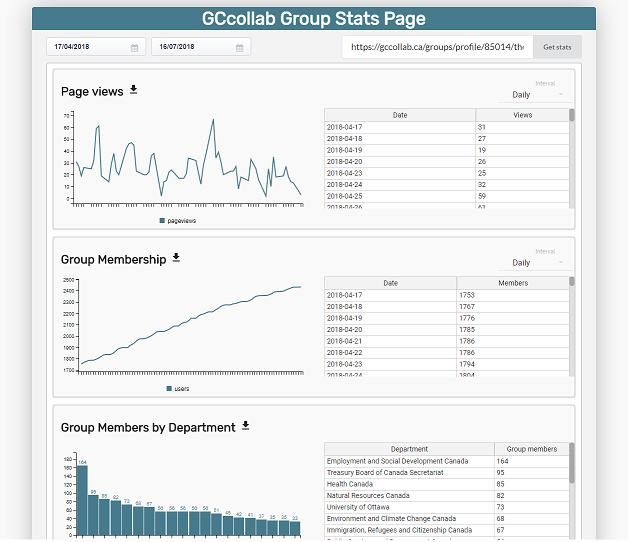 GCcollab Group Stats Page
17/04/2018
16/07/2018
https://gccollab.ca/groups/profile/85014/the
Get stats
Page views
Interval
Daily
70
60
50
40
30
20
10
0
pageviews
Date Views
2018-04-17 31
2018-04-18 27
2018-04-19 19
2018-04-20 26
2018-04-23 25
2018-04-24 32
2018-04-25 59
2018-04-26 61
Group Membership
Interval
Daily
2500
2400
2300
2200
2100
2000
1900
1800
1700
users
Date Members
2018-04-17 1753
2018-04-18 1767
2018-04-19 1776
2018-04-20 1785
2018-04-21 1786
2018-04-22 1786
2018-04-23 1794
2018-04-24 1804
Group Members by Department
180
160
140
120
100
80
60
40
20
0
164 95 85 82 73 68 67 56 56 56 56 56 51 45 42 41 37 35 35 33
Department Group members
Employment and Social Development Canada 164
Treasury Board of Canada Secretariat 95
Health Canada 85
Natural Resources Canada 82
University of Ottawa 73
Environment and Climate Change Canada 68
Immigration, Refugees and Citizenship Canada 67